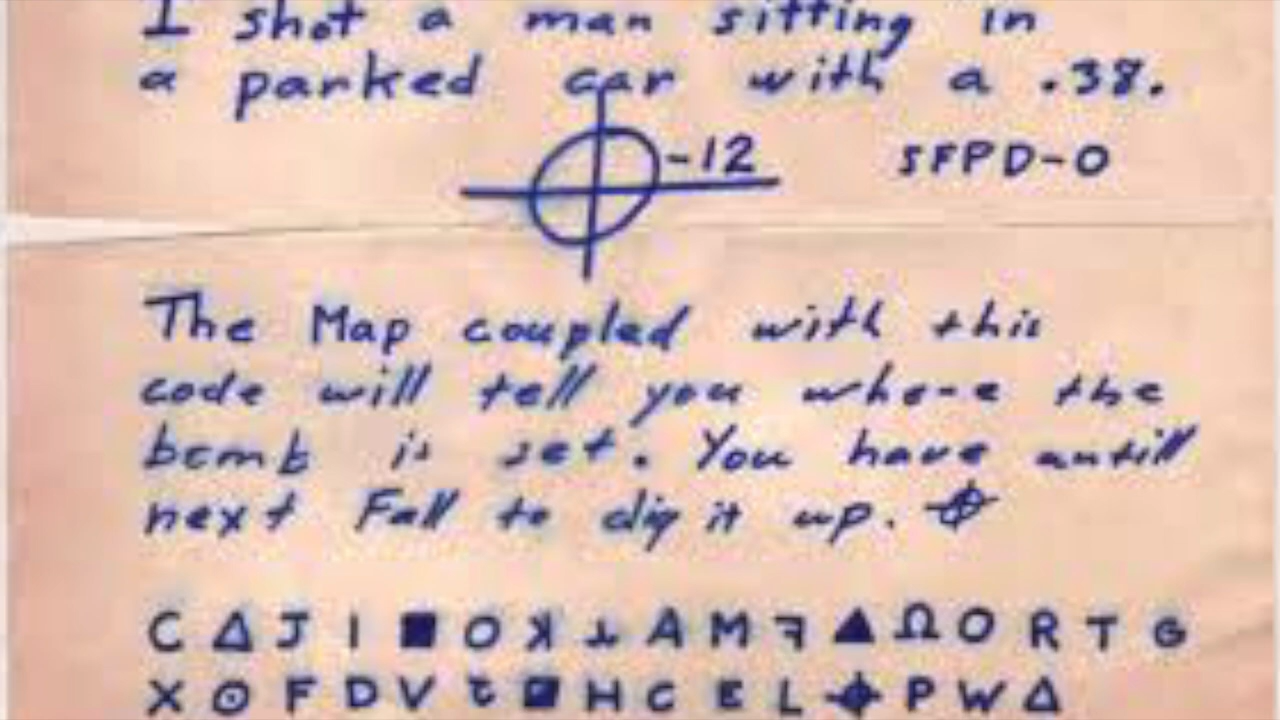 I shot a man sitting in
a parked car with a .38.
⌖-12 SFPD-0
The Map coupled with this
code will tell you where the
bomb is set. You have untill
next Fall to dig it up. ⌖
C Δ J I ■ O ꓘ ⅄ A M ꟻ ▲ Ω O R T G
X ⊙ F D V H C E L ⌖ P W Δ